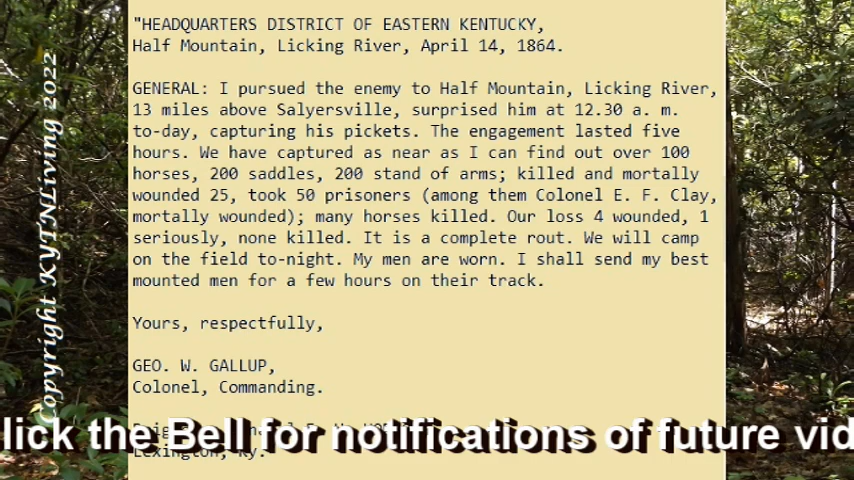 "HEADQUARTERS DISTRICT OF EASTERN KENTUCKY,
Half Mountain, Licking River, April 14, 1864.
GENERAL: I pursued the enemy to Half Mountain, Licking River,
13 miles above Salyersville, surprised him at 12.30 a. m.
to-day, capturing his pickets. The engagement lasted five
hours. We have captured as near as I can find out over 100
horses, 200 saddles, 200 stand of arms; killed and mortally
wounded 25, took 50 prisoners (among them Colonel E. F. Clay,
mortally wounded); many horses killed. Our loss 4 wounded, 1
seriously, none killed. It is a complete rout. We will camp
on the field to-night. My men are worn. I shall send my best
mounted men for a few hours on their track.
Yours, respectfully,
GEO. W. GALLUP,
Colonel, Commanding.
Lexington, Ky.
lick the Bell for notifications of future vid
Copyright KYTNLiving 2022